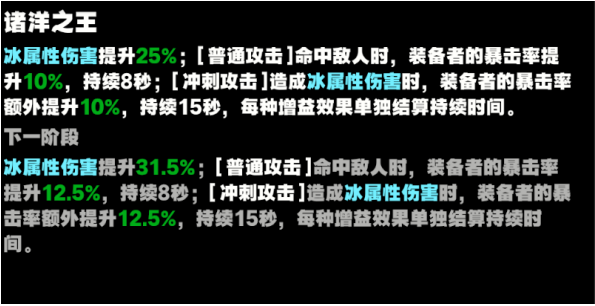 诸洋之王
冰属性伤害提升25%；[普通攻击]命中敌人时，装备者的暴击率提
升10%，持续8秒；[冲刺攻击]造成冰属性伤害时，装备者的暴击率
额外提升10%，持续15秒，每种增益效果单独结算持续时间。
下一阶段
冰属性伤害提升31.5%；[普通攻击]命中敌人时，装备者的暴击率
提升12.5%，持续8秒；[冲刺攻击]造成冰属性伤害时，装备者的暴
击率额外提升12.5%，持续15秒，每种增益效果单独结算持续时
间。